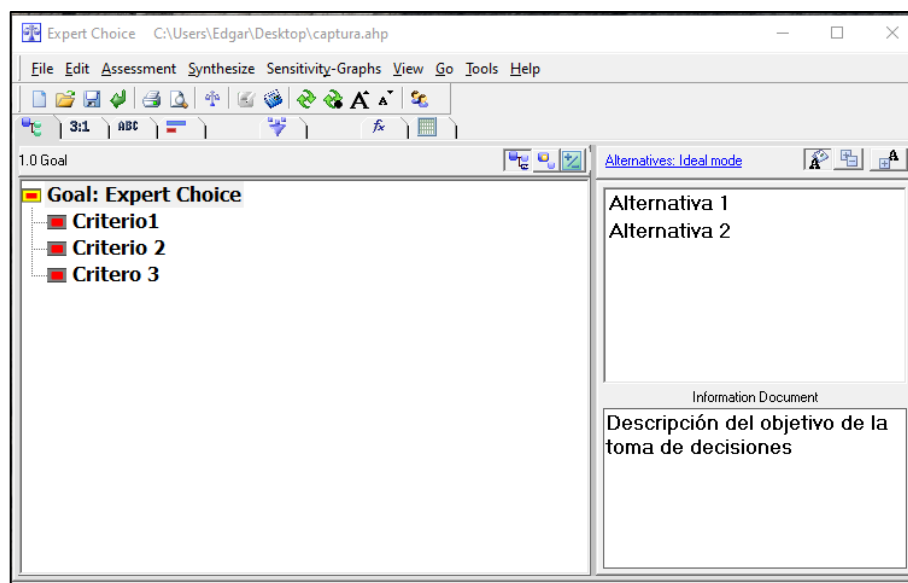 Expert Choice C:\Users\Edgar\Desktop\captura.ahp
File Edit Assessment Synthesize Sensitivity-Graphs View Go Tools Help
A A
3:1 ABC fx
1.0 Goal
Alternatives: Ideal mode
A A
Goal: Expert Choice
Criterio1
Criterio 2
Critero 3
Alternativa 1
Alternativa 2
Information Document
Descripción del objetivo de la
toma de decisiones